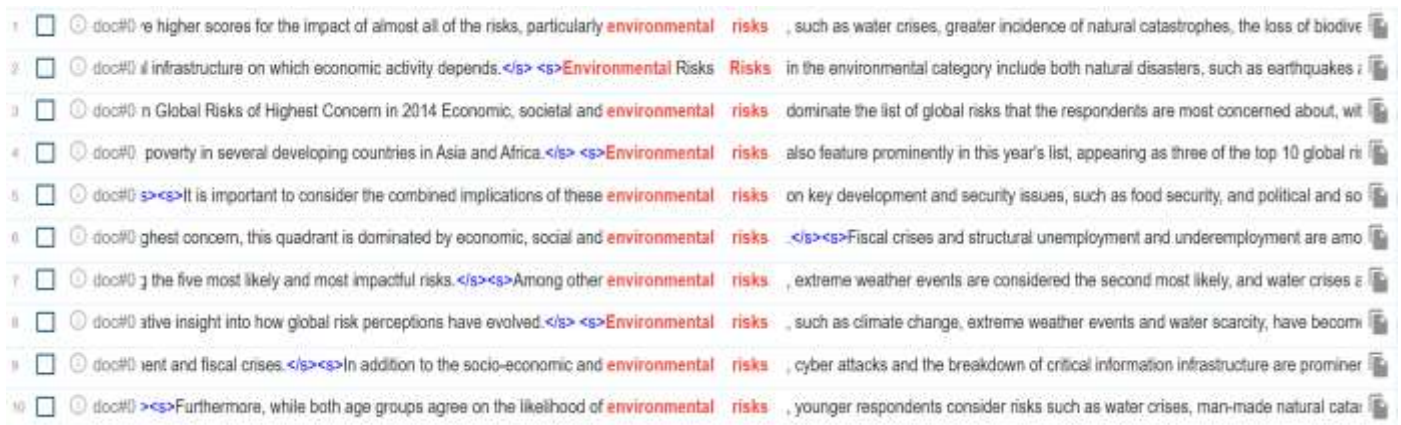 1 doc#0 e higher scores for the impact of almost all of the risks, particularly environmental risks , such as water crises, greater incidence of natural catastrophes, the loss of biodive
2 doc#0 l infrastructure on which economic activity depends.</s> <s>Environmental Risks Risks in the environmental category include both natural disasters, such as earthquakes
3 doc#0 n Global Risks of Highest Concern in 2014 Economic, societal and environmental risks dominate the list of global risks that the respondents are most concerned about, wit
4 doc#0 poverty in several developing countries in Asia and Africa.</s> <s>Environmental risks also feature prominently in this year's list, appearing as three of the top 10 global ri
5 doc#0 s><s>It is important to consider the combined implications of these environmental risks on key development and security issues, such as food security, and political and so
6 doc#0 ghest concern, this quadrant is dominated by economic, social and environmental risks .</s><s>Fiscal crises and structural unemployment and underemployment are amo
7 doc#0 g the five most likely and most impactful risks.</s><s>Among other environmental risks , extreme weather events are considered the second most likely, and water crises a
8 doc#0 ative insight into how global risk perceptions have evolved.</s> <s>Environmental risks , such as climate change, extreme weather events and water scarcity, have become
9 doc#0 ent and fiscal crises.</s><s>In addition to the socio-economic and environmental risks , cyber attacks and the breakdown of critical information infrastructure are prominer
10 doc#0 ><s>Furthermore, while both age groups agree on the likelihood of environmental risks , younger respondents consider risks such as water crises, man-made natural catas